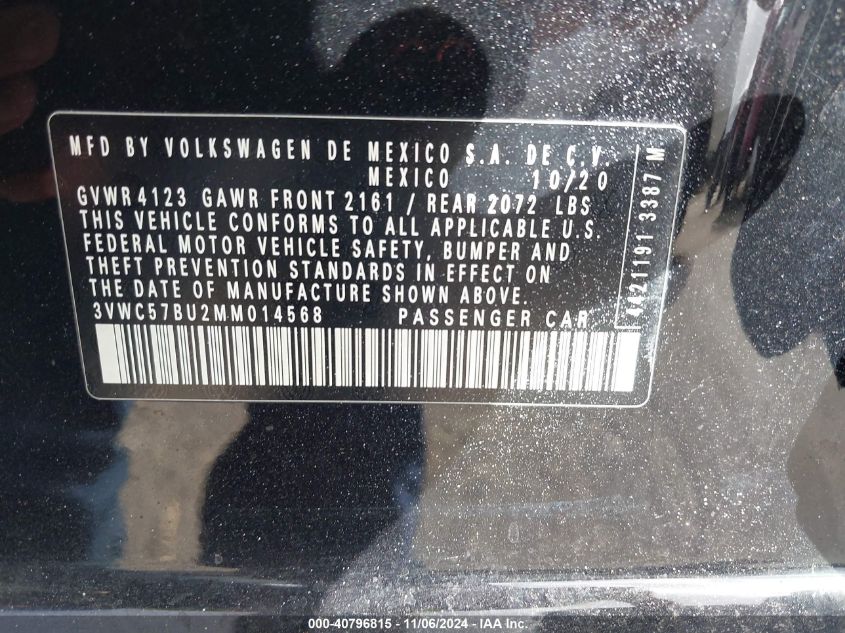 MFD BY VOLKSWAGEN DE MEXICO S.A. DE C.V.
MEXICO 10/20
GVWR 4123 GAWR FRONT 2161 / REAR 2072 LBS
THIS VEHICLE CONFORMS TO ALL APPLICABLE U.S.
FEDERAL MOTOR VEHICLE SAFETY, BUMPER AND
THEFT PREVENTION STANDARDS IN EFFECT ON
THE DATE OF MANUFACTURE SHOWN ABOVE.
3VWC57BU2MM014568 PASSENGER CAR
3387 M
000-40796815 - 11/06/2024 - IAA Inc.